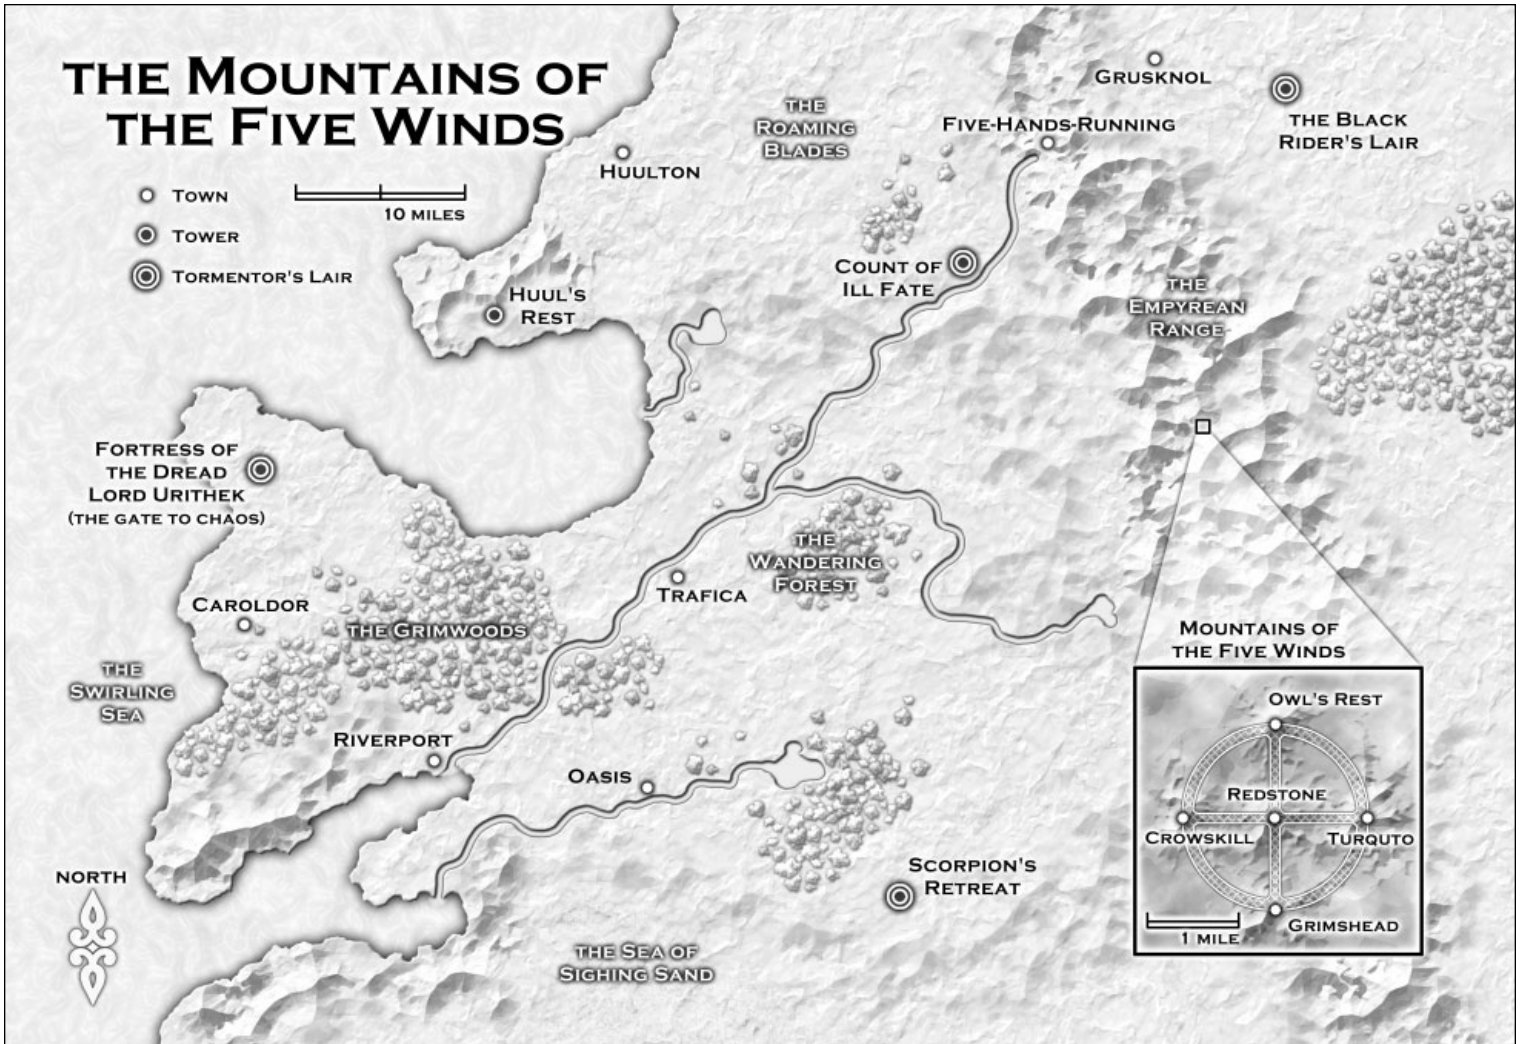 THE MOUNTAINS OF
THE FIVE WINDS
TOWN
10 MILES
TOWER
TORMENTOR'S LAIR
HUULTON
THE
ROAMING
BLADES
GRUSKNOL
FIVE-HANDS-RUNNING
THE BLACK
RIDER'S LAIR
COUNT OF
ILL FATE
HUUL'S
REST
THE
EMPYREAN
RANGE
FORTRESS OF
THE DREAD
LORD URITHEK
(THE GATE TO CHAOS)
THE
WANDERING
FOREST
TRAFICA
CAROLDOR
THE GRIMWOODS
THE
SWIRLING
SEA
RIVERPORT
OASIS
SCORPION'S
RETREAT
THE SEA OF
SIGHING SAND
NORTH
MOUNTAINS OF
THE FIVE WINDS
OWL'S REST
REDSTONE
CROWSKILL
TURQUTO
GRIMSHEAD
1 MILE